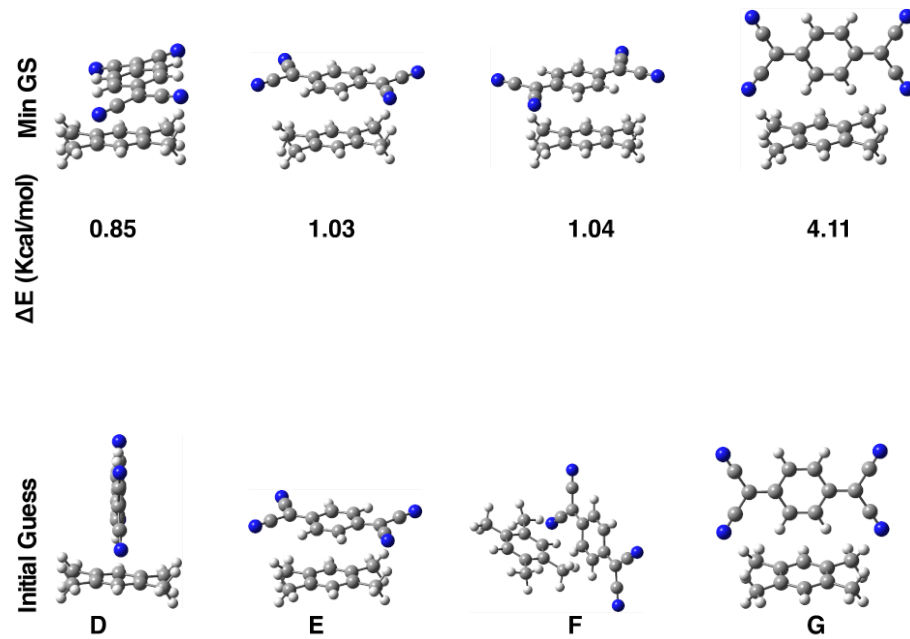 Min GS
ΔE (Kcal/mol)
0.85 1.03 1.04 4.11
Initial Guess
D E F G